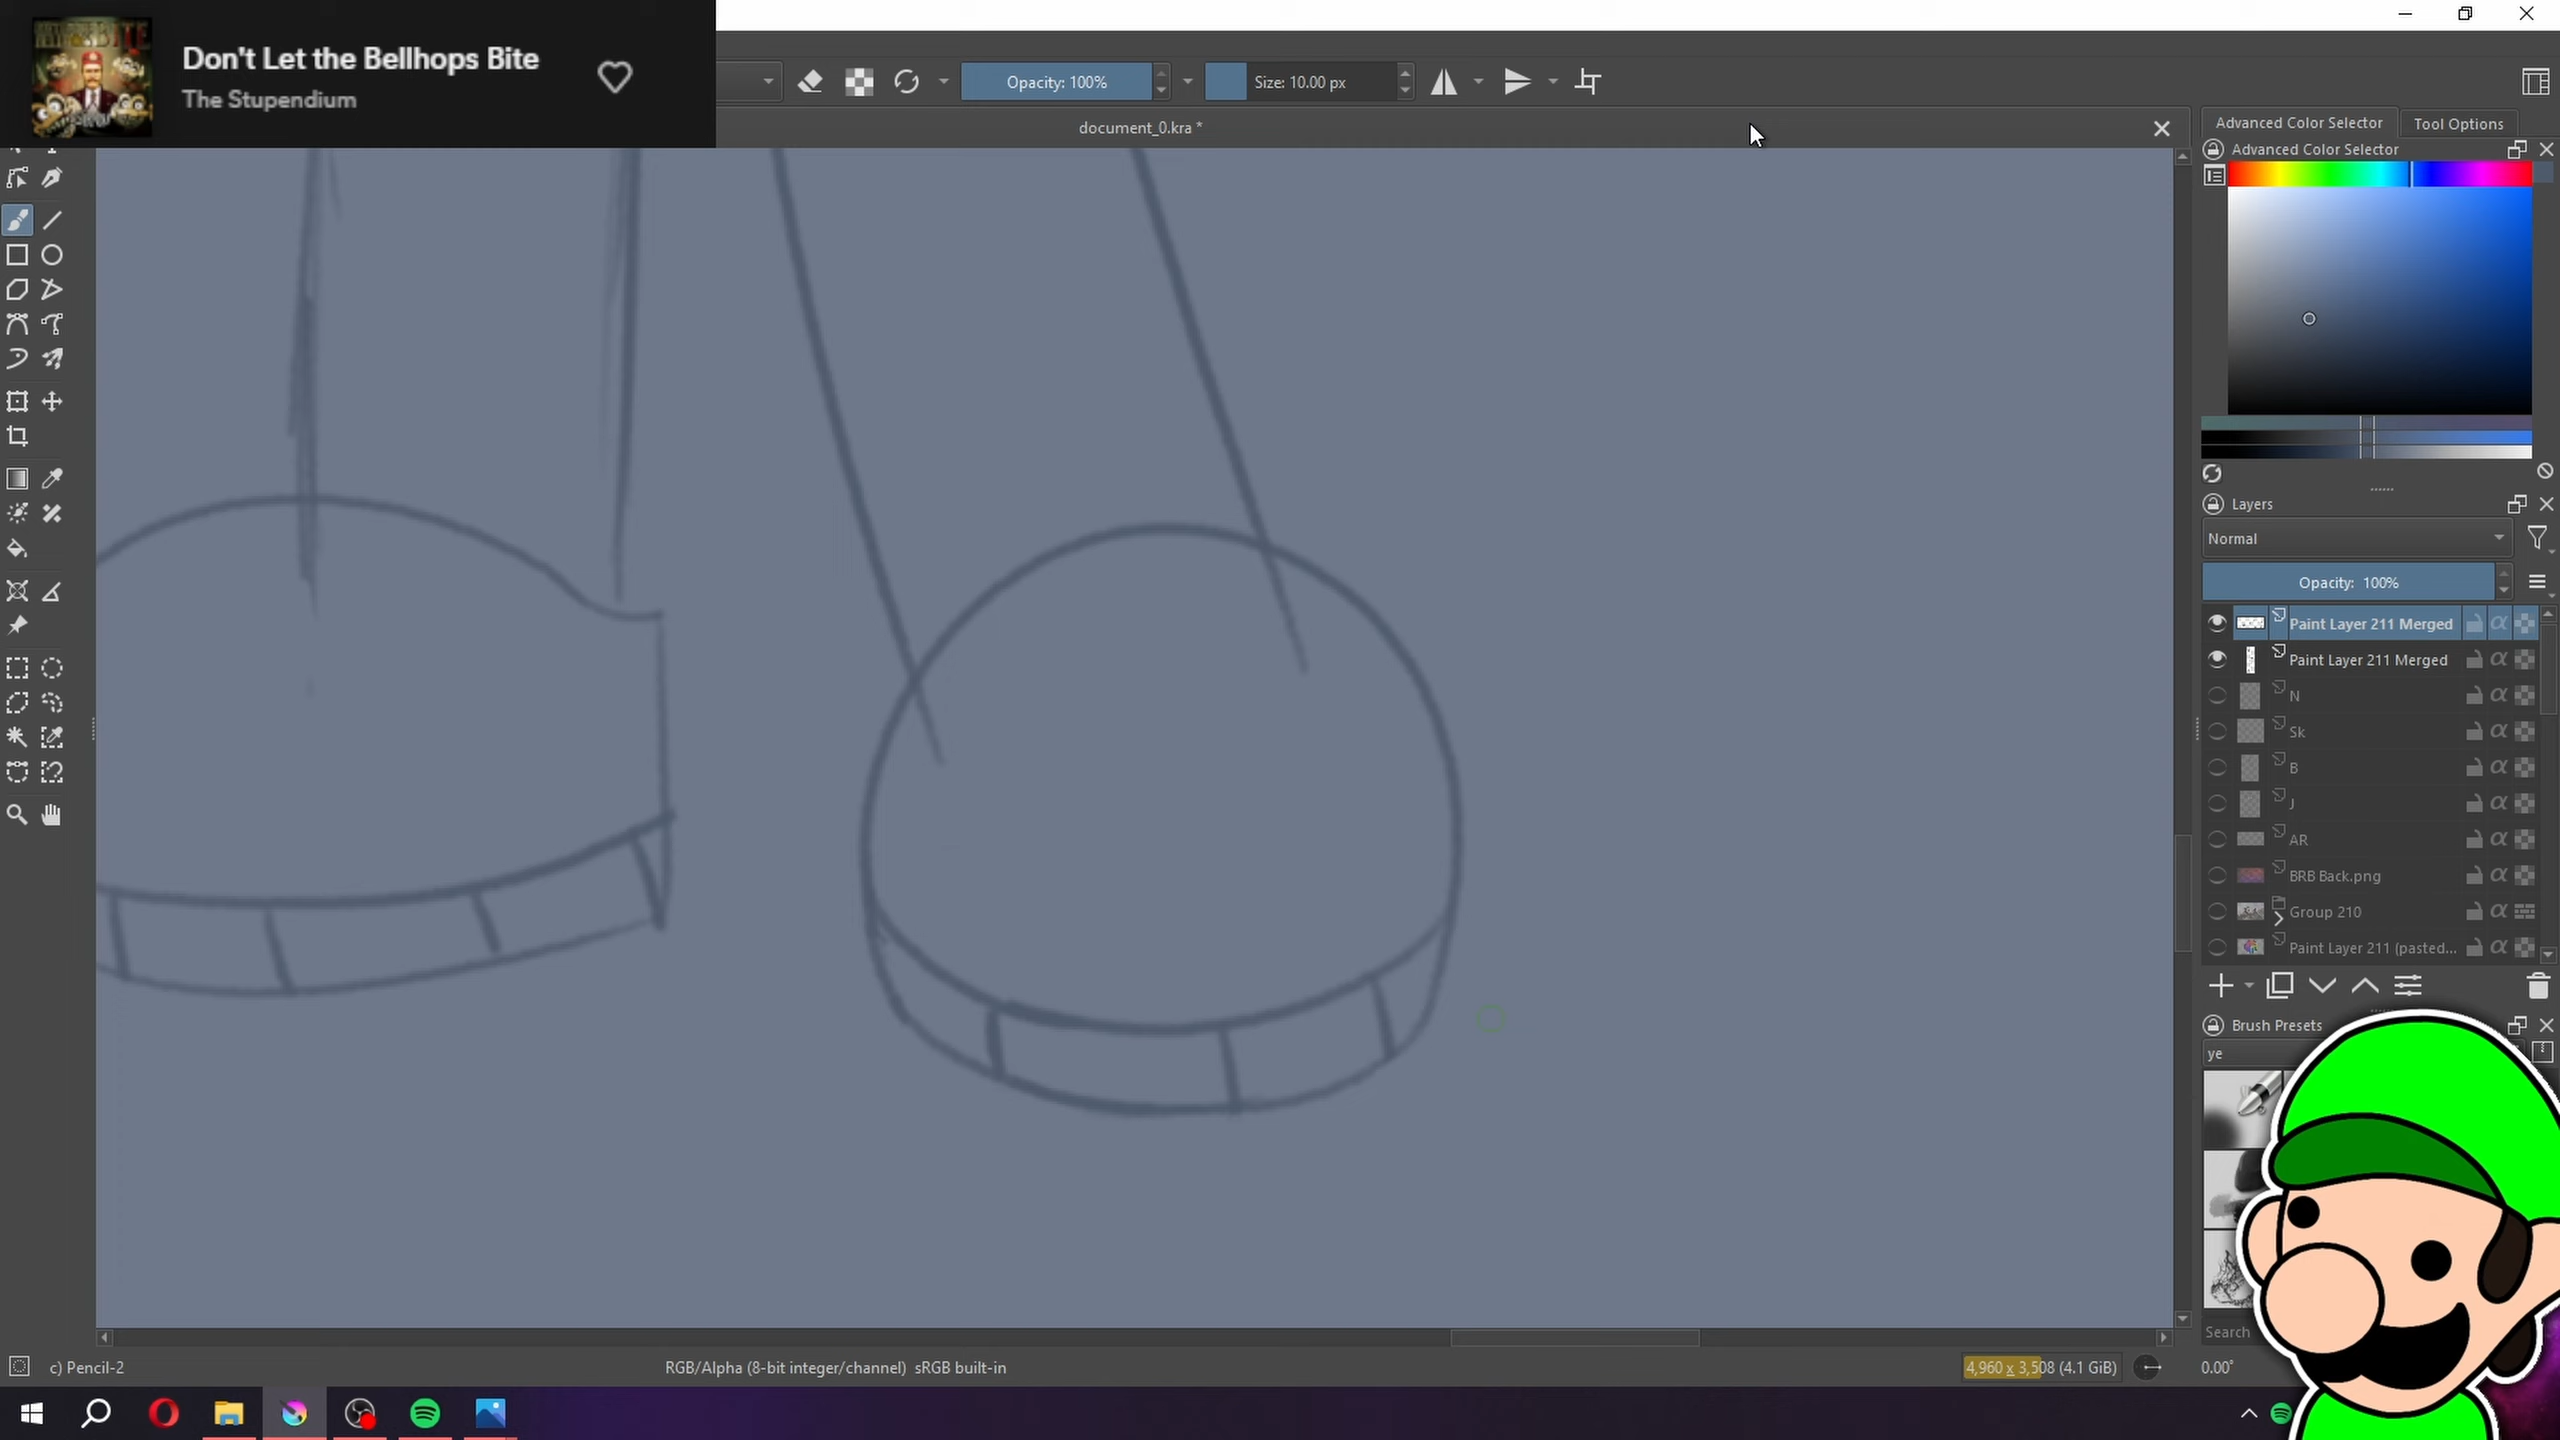 Don't Let the Bellhops Bite
The Stupendium
Opacity: 100%
Size: 10.00 px
document_0.kra *
Advanced Color Selector
Tool Options
Advanced Color Selector
Layers
Normal
Opacity: 100%
Paint Layer 211 Merged
Paint Layer 211 Merged
N
Sk
B
J
AR
BRB Back.png
Group 210
Paint Layer 211 (pasted...
Brush Presets
ye
Search
c) Pencil-2
RGB/Alpha (8-bit integer/channel) sRGB built-in
4,960 x 3,508 (4.1 GiB)
0.00°